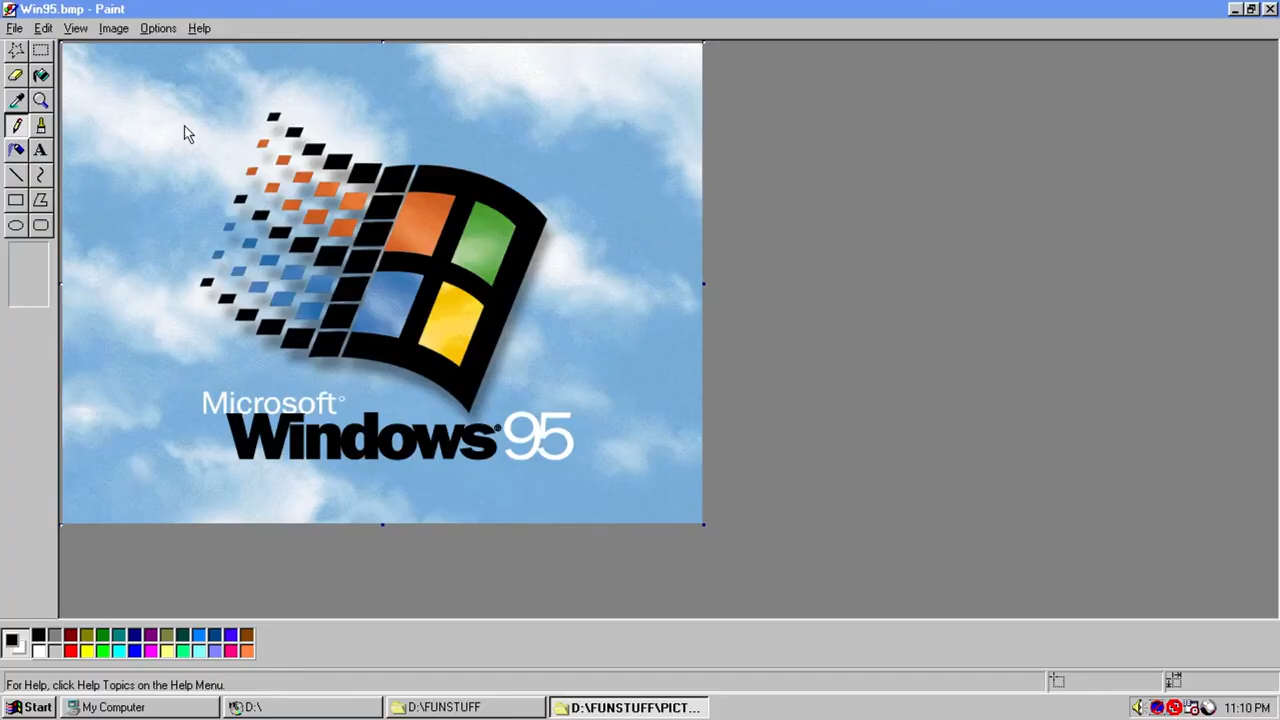 Win95.bmp - Paint
File Edit View Image Options Help
A
Microsoft®
Windows® 95
For Help, click Help Topics on the Help Menu.
Start My Computer D:\ D:\FUNSTUFF D:\FUNSTUFF\PICT... 11:10 PM